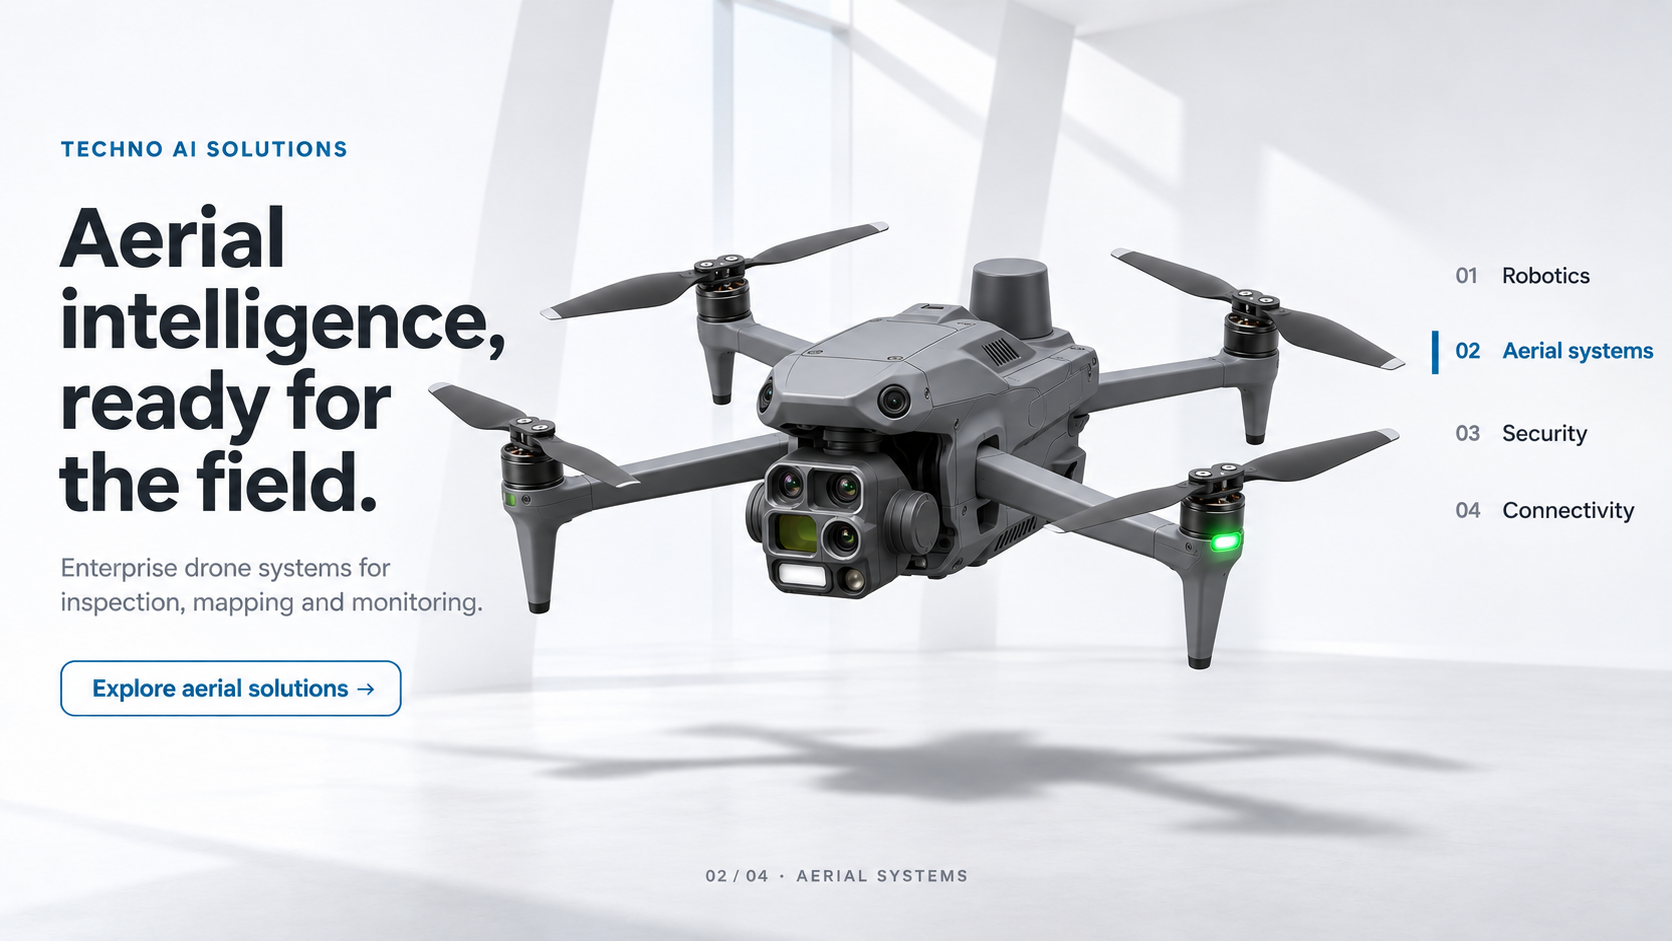 TECHNO AI SOLUTIONS
Aerial
intelligence,
ready for
the field.
Enterprise drone systems for
inspection, mapping and monitoring.
Explore aerial solutions →
01 Robotics
02 Aerial systems
03 Security
04 Connectivity
02 / 04 · AERIAL SYSTEMS